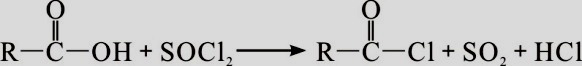 O O
R—C—OH + SOCl₂ ⟶ R—C—Cl + SO₂ + HCl